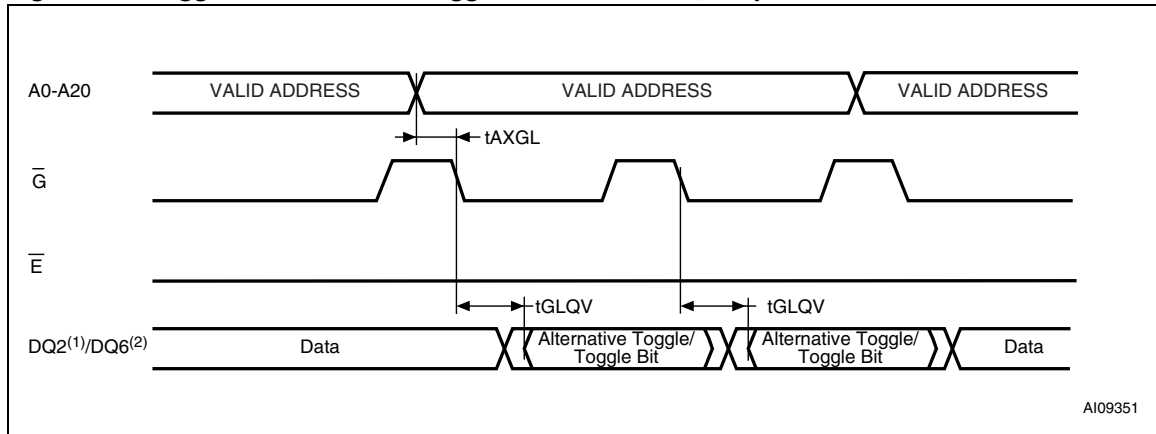 A0-A20
VALID ADDRESS VALID ADDRESS VALID ADDRESS
tAXGL
G
E
tGLQV tGLQV
DQ2(1)/DQ6(2) Data Alternative Toggle/ Toggle Bit Alternative Toggle/ Toggle Bit Data
AI09351